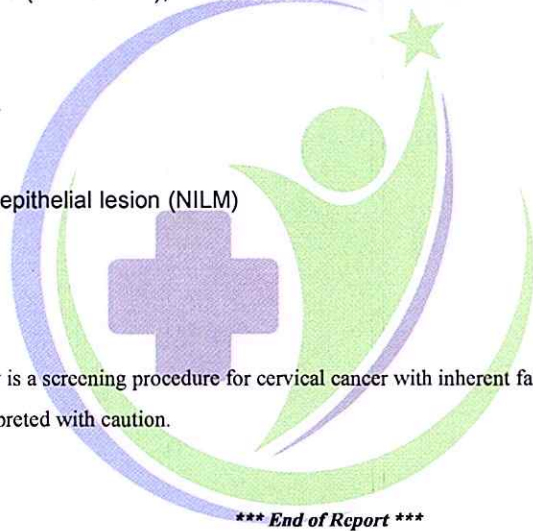 epithelial lesion (NILM)
is a screening procedure for cervical cancer with inherent fa
preted with caution.
*** End of Report ***